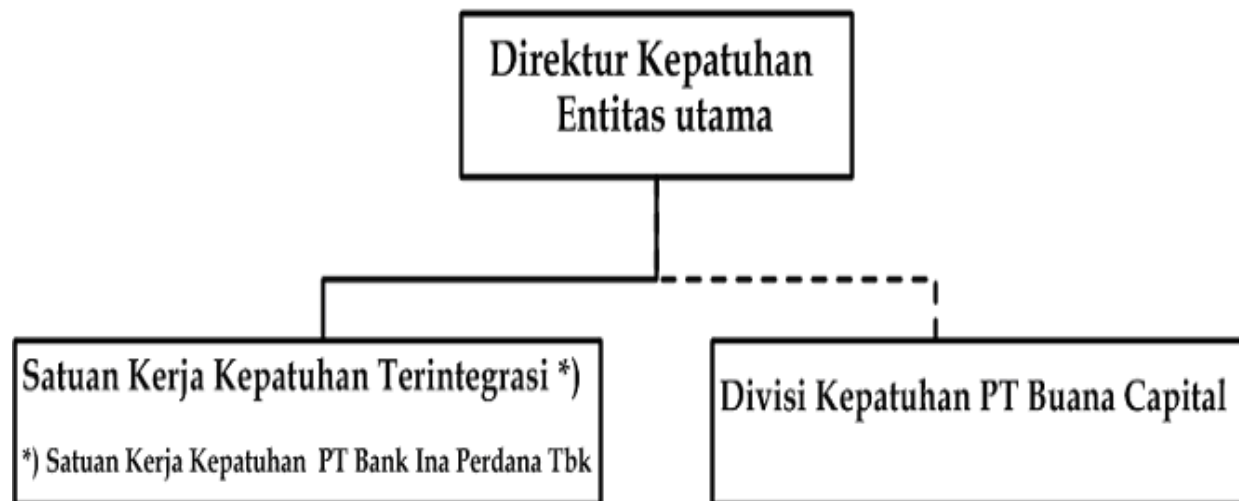 Direktur Kepatuhan
Entitas utama
Satuan Kerja Kepatuhan Terintegrasi *)
*) Satuan Kerja Kepatuhan PT Bank Ina Perdana Tbk
Divisi Kepatuhan PT Buana Capital